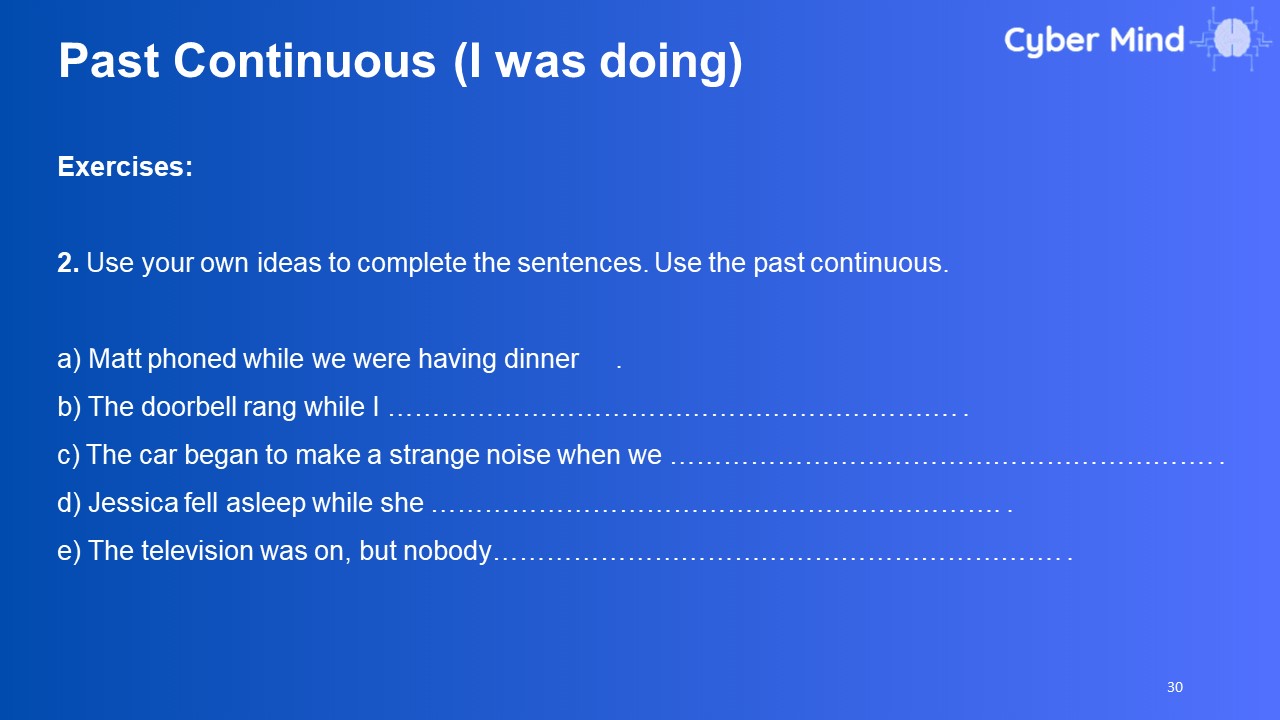 Past Continuous (I was doing)
Cyber Mind
Exercises:
2. Use your own ideas to complete the sentences. Use the past continuous.
a) Matt phoned while we were having dinner .
b) The doorbell rang while I ………………………………………………………. .
c) The car began to make a strange noise when we ……………………………………………………. .
d) Jessica fell asleep while she ………………………………………………………. .
e) The television was on, but nobody………………………………………………………. .
30